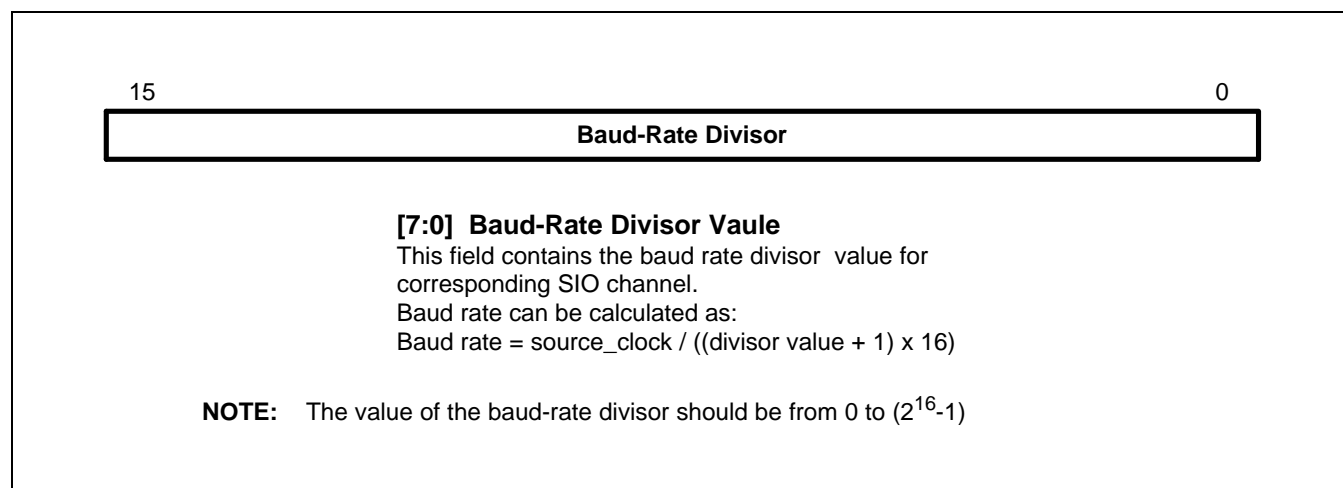 15 0
Baud-Rate Divisor
[7:0] Baud-Rate Divisor Vaule
This field contains the baud rate divisor value for
corresponding SIO channel.
Baud rate can be calculated as:
Baud rate = source_clock / ((divisor value + 1) x 16)
NOTE: The value of the baud-rate divisor should be from 0 to (2^16-1)